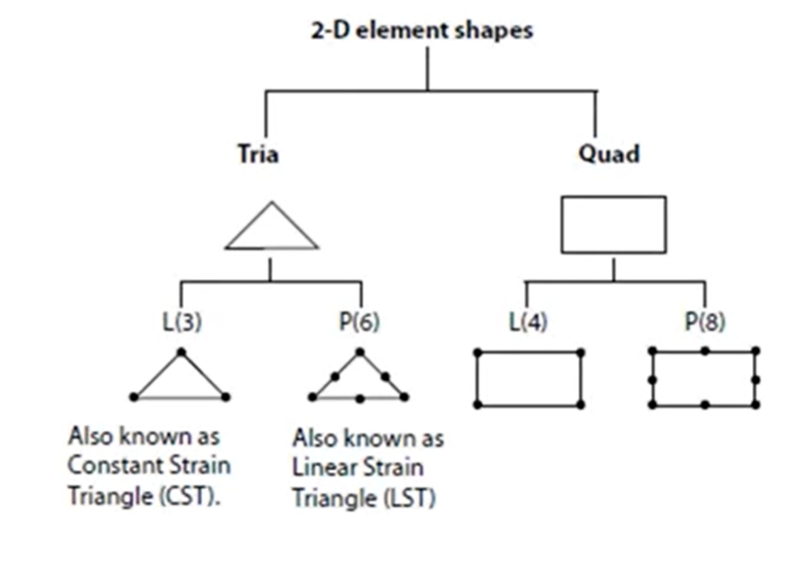 2-D element shapes
Tria
Quad
L(3)
P(6)
L(4)
P(8)
Also known as
Constant Strain
Triangle (CST).
Also known as
Linear Strain
Triangle (LST)